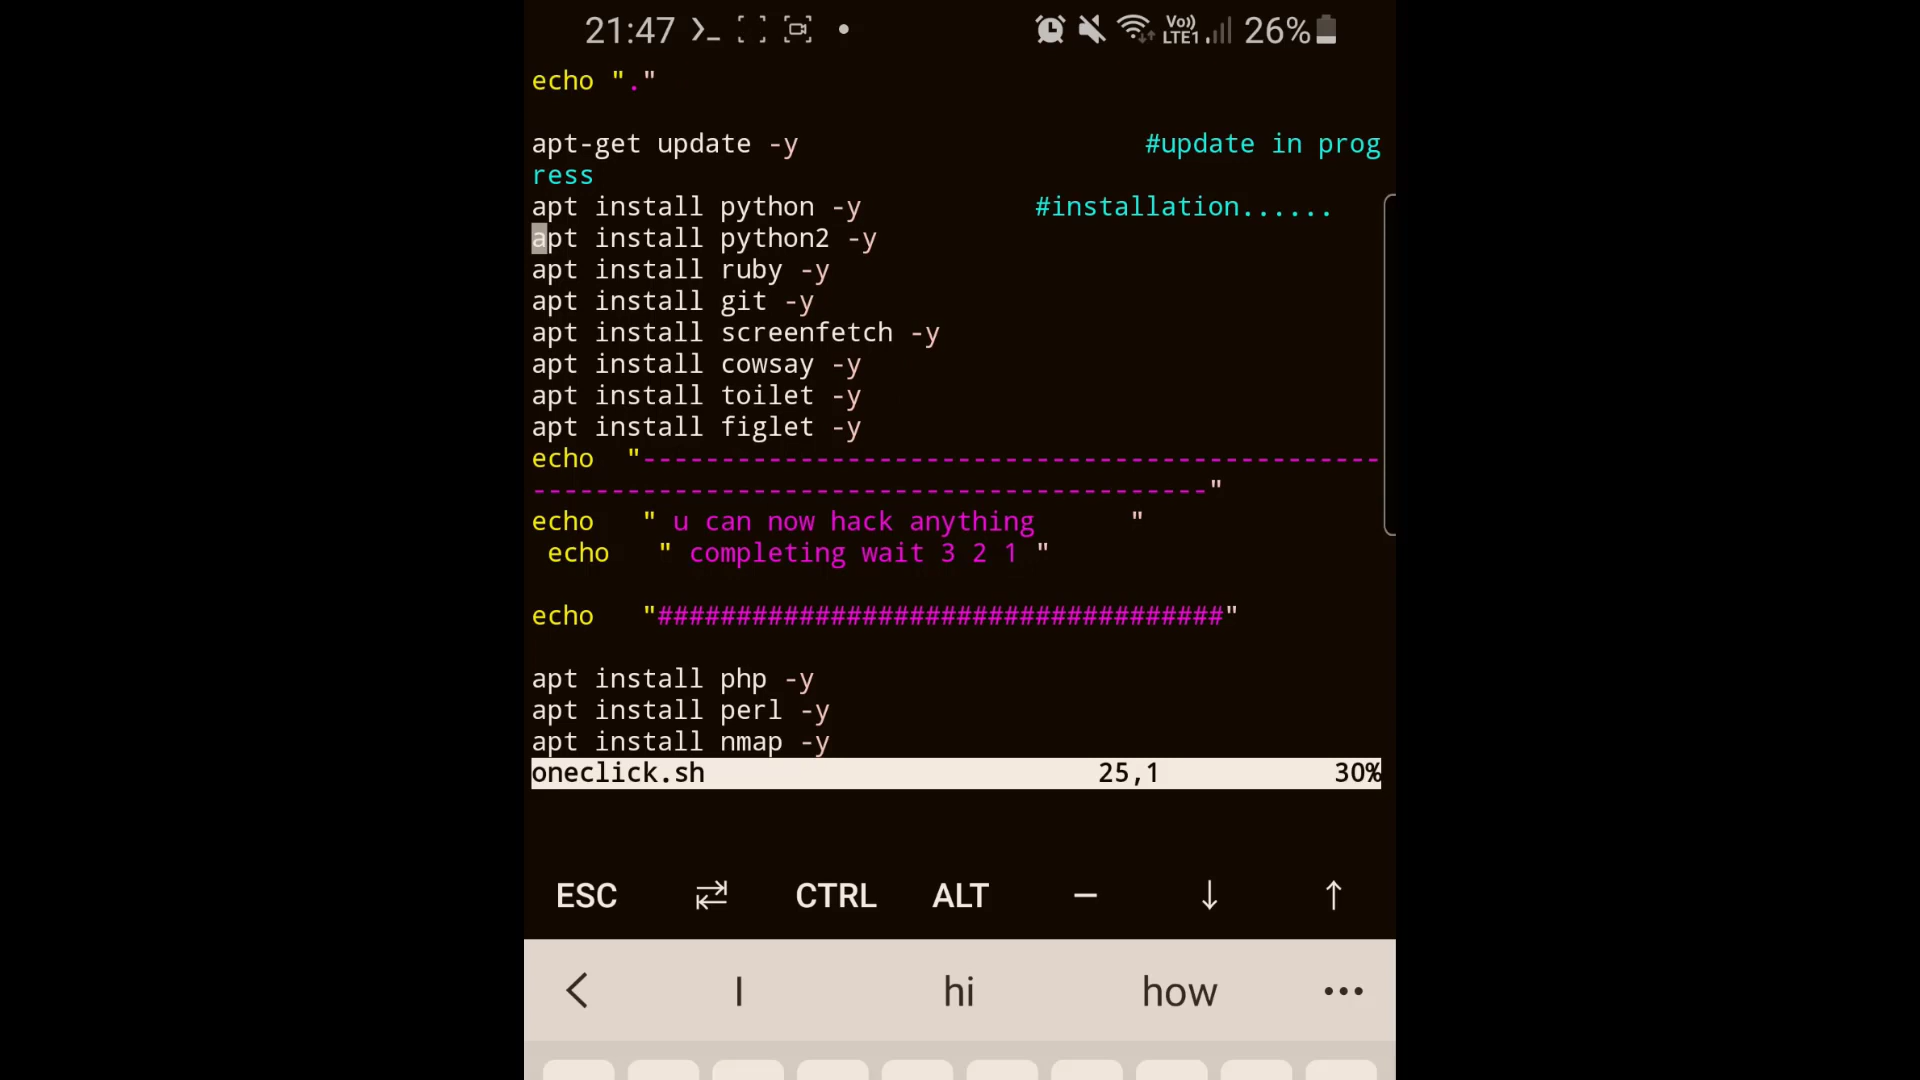 21:47 >_ Vo)) LTE1 26%
echo "."
apt-get update -y #update in prog
ress
apt install python -y #installation......
apt install python2 -y
apt install ruby -y
apt install git -y
apt install screenfetch -y
apt install cowsay -y
apt install toilet -y
apt install figlet -y
echo "-----------------------------------------------
-------------------------------------------"
echo " u can now hack anything "
echo " completing wait 3 2 1 "
echo "####################################"
apt install php -y
apt install perl -y
apt install nmap -y
oneclick.sh 25,1 30%
ESC ⇄ CTRL ALT — ↓ ↑
< I hi how •••